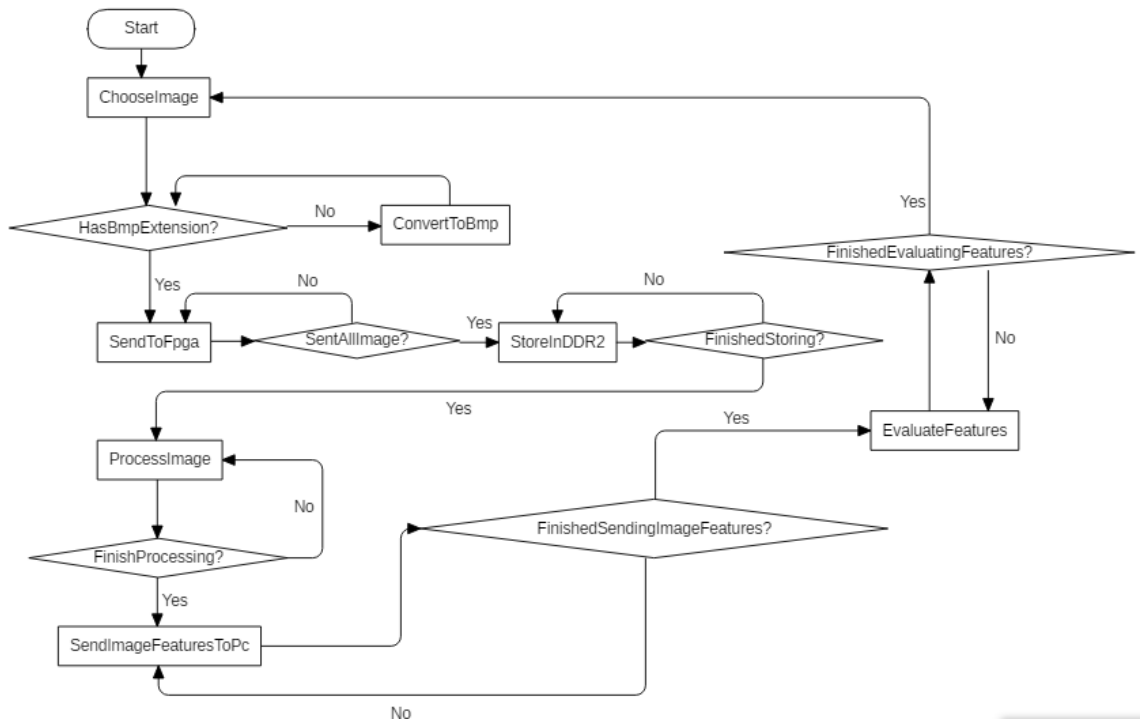 Start
ChooseImage
Yes
HasBmpExtension?
No
ConvertToBmp
FinishedEvaluatingFeatures?
Yes
No
No
SendToFpga
SentAllImage?
Yes
StoreInDDR2
FinishedStoring?
No
Yes
Yes
EvaluateFeatures
ProcessImage
No
FinishedSendingImageFeatures?
FinishProcessing?
Yes
SendImageFeaturesToPc
No